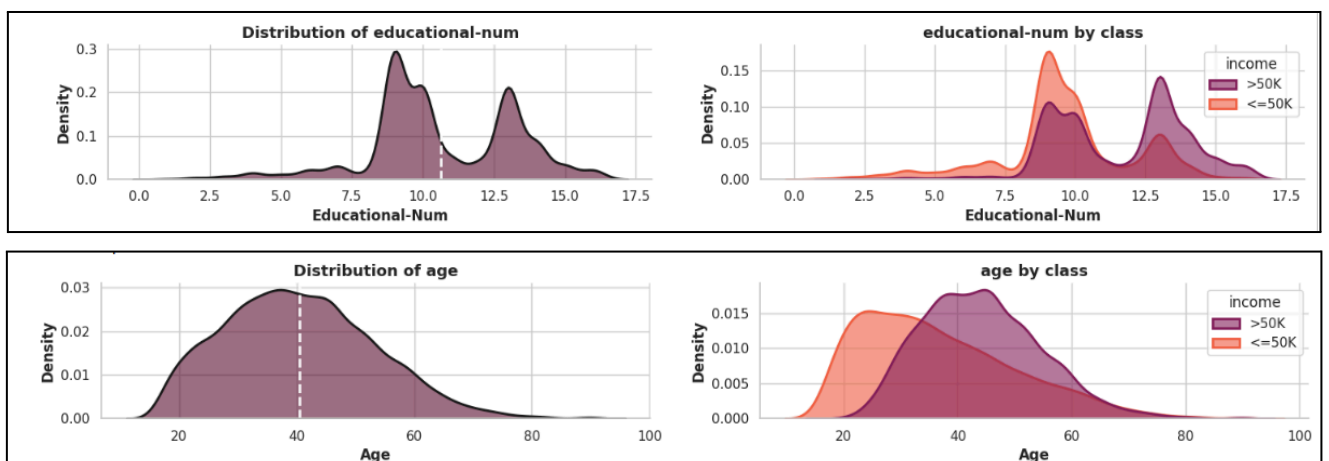 Distribution of educational-num
0.3
0.2
0.1
0.0
Density
0.0 2.5 5.0 7.5 10.0 12.5 15.0 17.5
Educational-Num
educational-num by class
0.15
0.10
0.05
0.00
Density
income
>50K
<=50K
0.0 2.5 5.0 7.5 10.0 12.5 15.0 17.5
Educational-Num
Distribution of age
0.03
0.02
0.01
0.00
Density
20 40 60 80 100
Age
age by class
0.015
0.010
0.005
0.000
Density
income
>50K
<=50K
20 40 60 80 100
Age